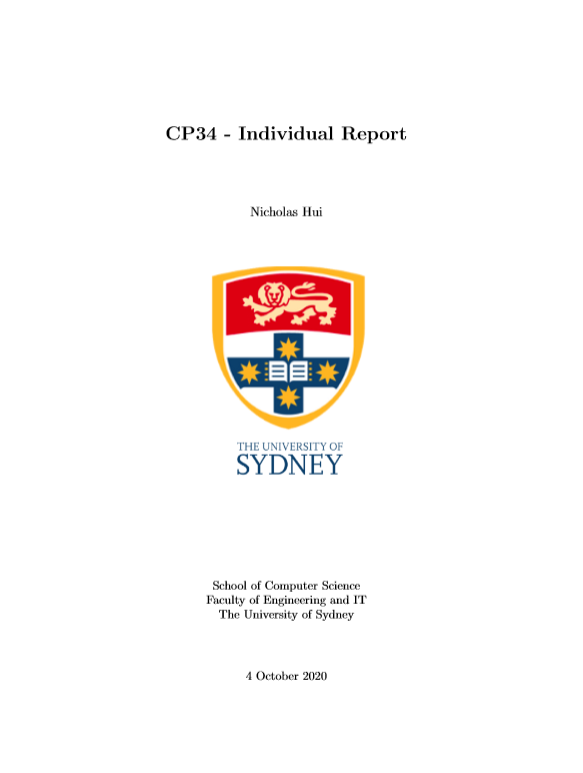 CP34 - Individual Report
Nicholas Hui
THE UNIVERSITY OF
SYDNEY
School of Computer Science
Faculty of Engineering and IT
The University of Sydney
4 October 2020